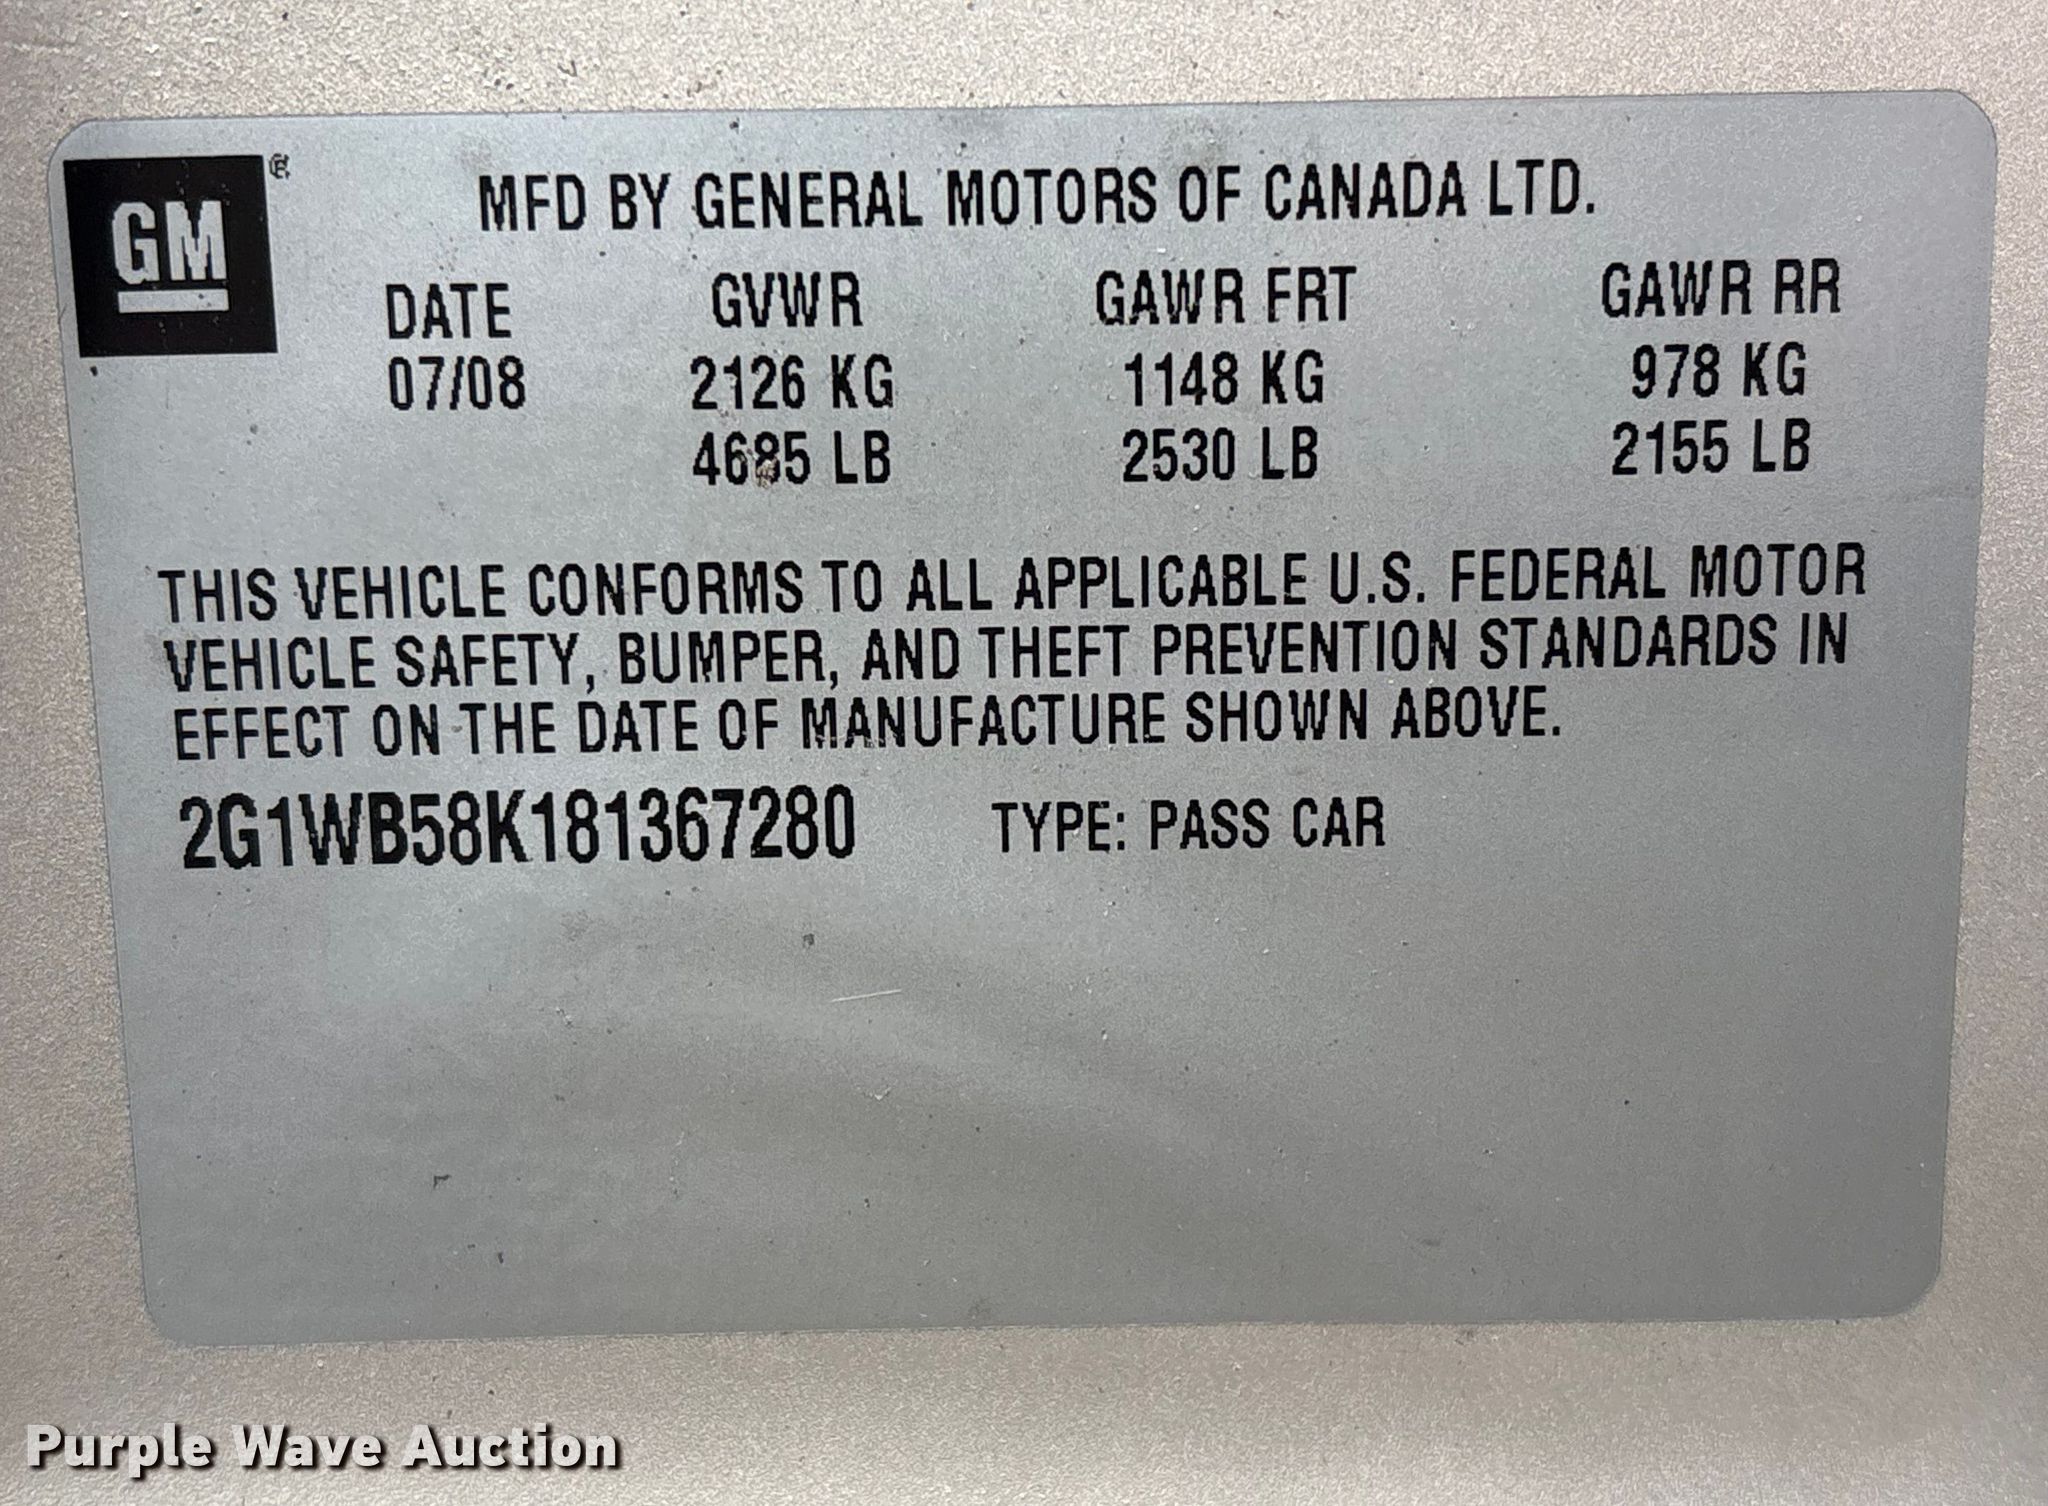 GM®
MFD BY GENERAL MOTORS OF CANADA LTD.
DATE GVWR GAWR FRT GAWR RR
07/08 2126 KG 1148 KG 978 KG
4685 LB 2530 LB 2155 LB
THIS VEHICLE CONFORMS TO ALL APPLICABLE U.S. FEDERAL MOTOR
VEHICLE SAFETY, BUMPER, AND THEFT PREVENTION STANDARDS IN
EFFECT ON THE DATE OF MANUFACTURE SHOWN ABOVE.
2G1WB58K181367280 TYPE: PASS CAR
Purple Wave Auction